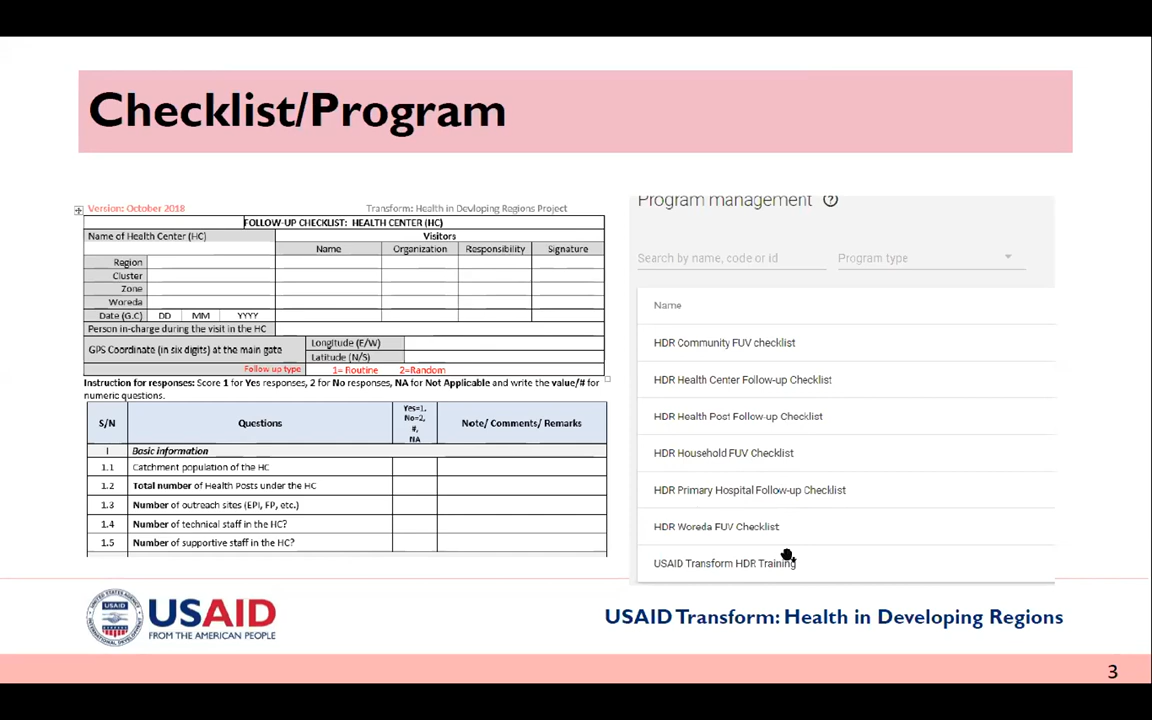 Checklist/Program
Version: October 2018 Transform: Health in Devloping Regions Project
FOLLOW-UP CHECKLIST: HEALTH CENTER (HC)
Name of Health Center (HC) Visitors
Name Organization Responsibility Signature
Region
Cluster
Zone
Woreda
Date (G.C) DD MM YYYY
Person in-charge during the visit in the HC
GPS Coordinate (in six digits) at the main gate
Longitude (E/W)
Latitude (N/S)
Follow up type 1= Routine 2=Random
Instruction for responses: Score 1 for Yes responses, 2 for No responses, NA for Not Applicable and write the value/# for
numeric questions.
S/N Questions
Yes=1,
No=2,
#,
NA
Note/ Comments/ Remarks
I Basic information
1.1 Catchment population of the HC
1.2 Total number of Health Posts under the HC
1.3 Number of outreach sites (EPI, FP, etc.)
1.4 Number of technical staff in the HC?
1.5 Number of supportive staff in the HC?
Program management ?
Search by name, code or id Program type
Name
HDR Community FUV checklist
HDR Health Center Follow-up Checklist
HDR Health Post Follow-up Checklist
HDR Household FUV Checklist
HDR Primary Hospital Follow-up Checklist
HDR Woreda FUV Checklist
USAID Transform HDR Training
USAID
USAID
FROM THE AMERICAN PEOPLE
USAID Transform: Health in Developing Regions
3